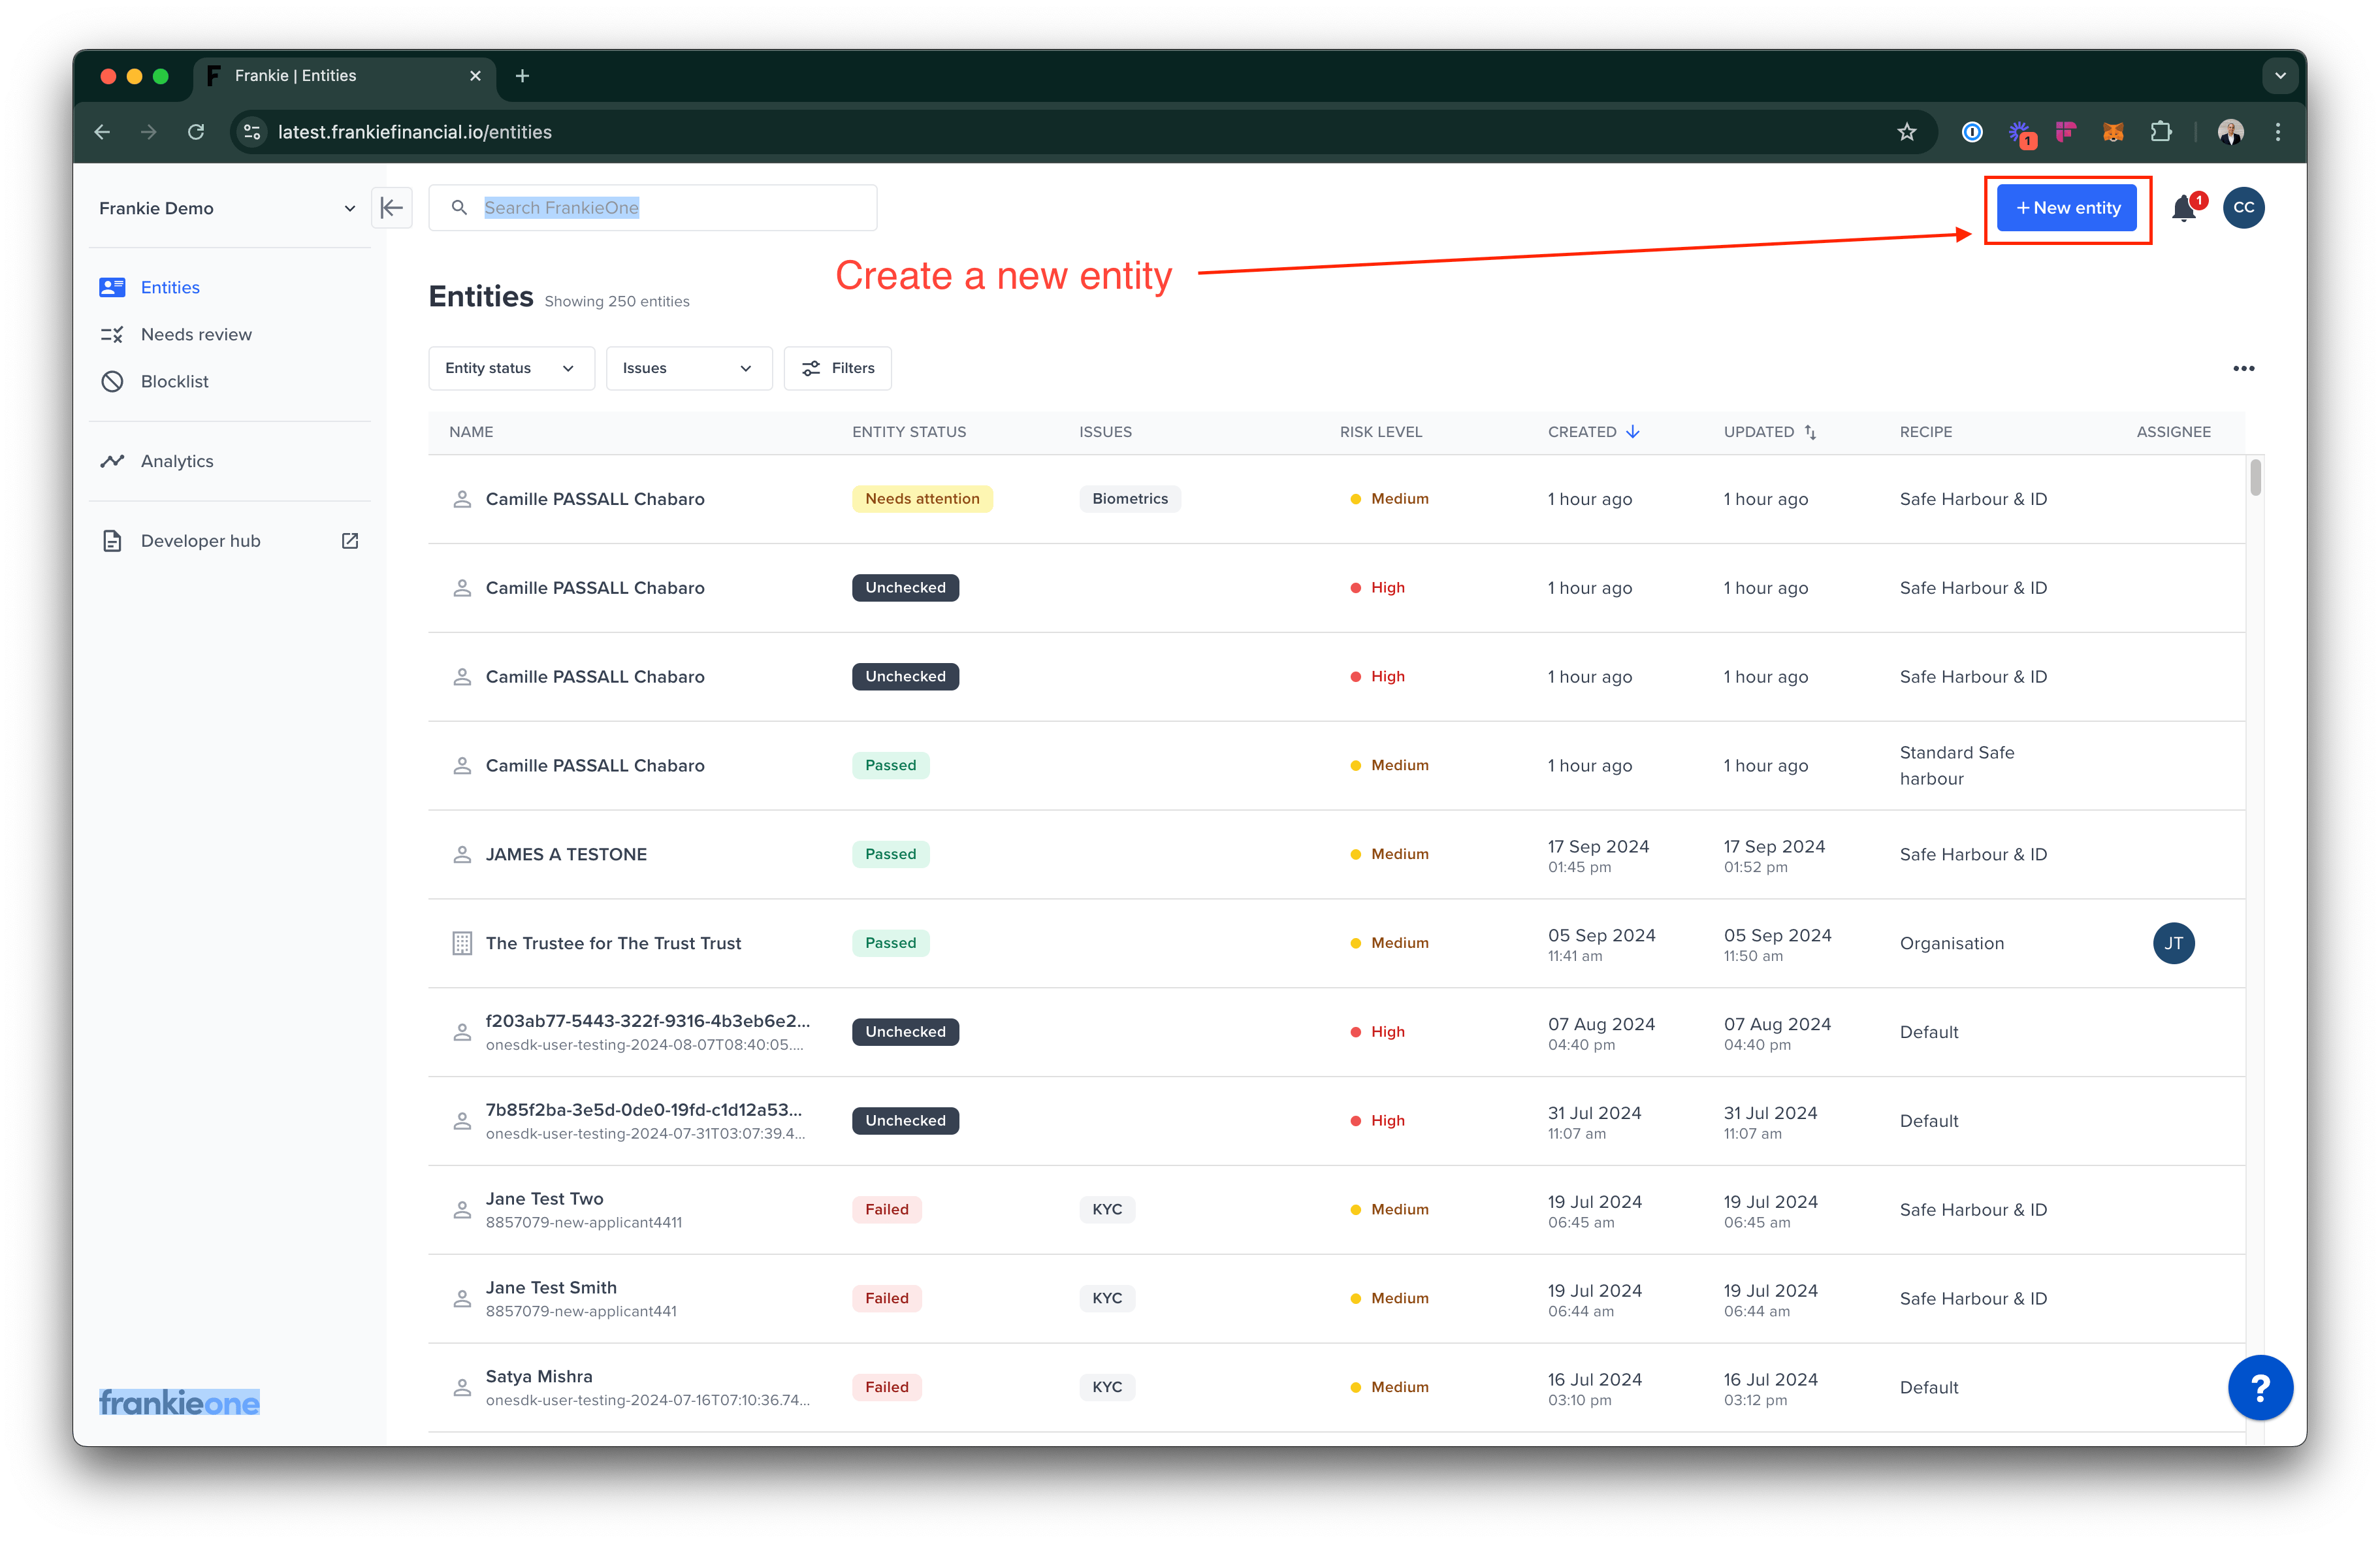 Frankie | Entities
latest.frankiefinancial.io/entities
1
Frankie Demo
Search FrankieOne
+ New entity
1
CC
Create a new entity
Entities
Needs review
Blocklist
Analytics
Developer hub
frankieone
Entities Showing 250 entities
Entity status
Issues
Filters
NAME ENTITY STATUS ISSUES RISK LEVEL CREATED UPDATED RECIPE ASSIGNEE
Camille PASSALL Chabaro Needs attention Biometrics Medium 1 hour ago 1 hour ago Safe Harbour & ID
Camille PASSALL Chabaro Unchecked High 1 hour ago 1 hour ago Safe Harbour & ID
Camille PASSALL Chabaro Unchecked High 1 hour ago 1 hour ago Safe Harbour & ID
Camille PASSALL Chabaro Passed Medium 1 hour ago 1 hour ago Standard Safe
harbour
JAMES A TESTONE Passed Medium 17 Sep 2024 17 Sep 2024 Safe Harbour & ID
01:45 pm 01:52 pm
The Trustee for The Trust Trust Passed Medium 05 Sep 2024 05 Sep 2024 Organisation JT
11:41 am 11:50 am
f203ab77-5443-322f-9316-4b3eb6e2... Unchecked High 07 Aug 2024 07 Aug 2024 Default
onesdk-user-testing-2024-08-07T08:40:05.... 04:40 pm 04:40 pm
7b85f2ba-3e5d-0de0-19fd-c1d12a53... Unchecked High 31 Jul 2024 31 Jul 2024 Default
onesdk-user-testing-2024-07-31T03:07:39.4... 11:07 am 11:07 am
Jane Test Two Failed KYC Medium 19 Jul 2024 19 Jul 2024 Safe Harbour & ID
8857079-new-applicant4411 06:45 am 06:45 am
Jane Test Smith Failed KYC Medium 19 Jul 2024 19 Jul 2024 Safe Harbour & ID
8857079-new-applicant441 06:44 am 06:44 am
Satya Mishra Failed KYC Medium 16 Jul 2024 16 Jul 2024 Default
onesdk-user-testing-2024-07-16T07:10:36.74... 03:10 pm 03:12 pm
?